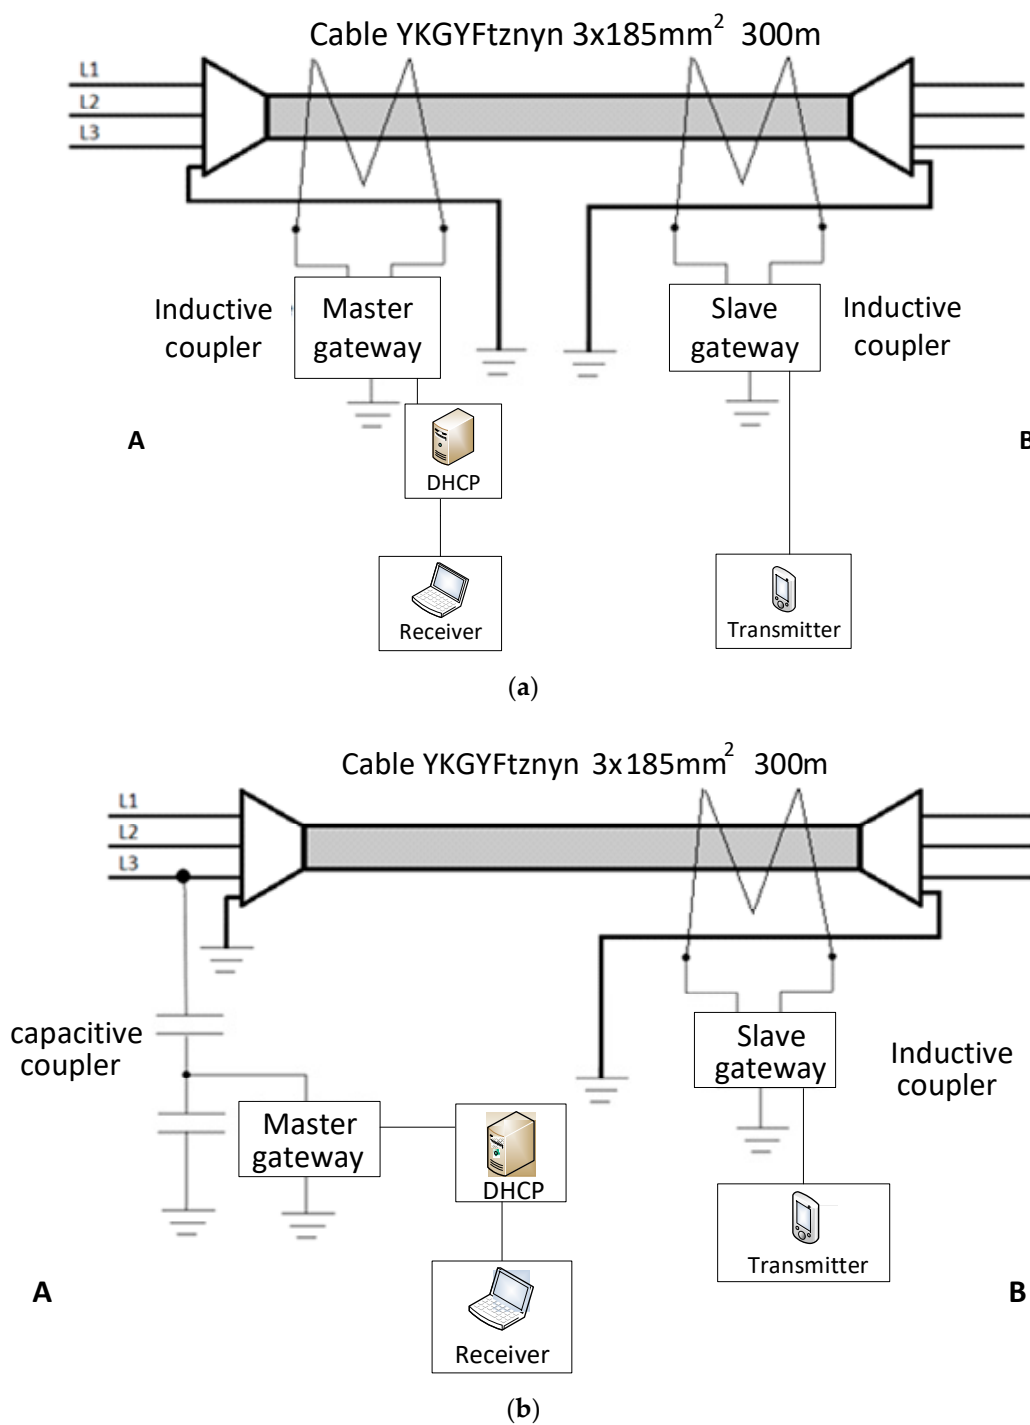 Cable YKGYFtznyn 3x185mm2 300m
L1
L2
L3
Inductive
coupler
Master
gateway
Slave
gateway
Inductive
coupler
A
B
DHCP
Receiver
Transmitter
(a)
Cable YKGYFtznyn 3x185mm2 300m
L1
L2
L3
capacitive
coupler
Master
gateway
DHCP
Slave
gateway
Inductive
coupler
Transmitter
A
B
Receiver
(b)